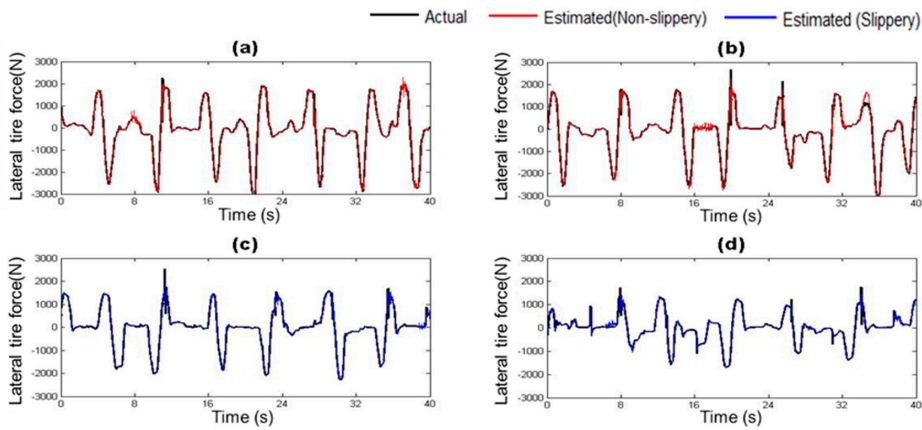 Actual Estimated(Non-slippery) Estimated (Slippery)
(a)
Lateral tire force(N)
3000
2000
1000
0
-1000
-2000
-3000
0 8 16 24 32 40
Time (s)
(b)
Lateral tire force(N)
3000
2000
1000
0
-1000
-2000
-3000
0 8 16 24 32 40
Time (s)
(c)
Lateral tire force(N)
3000
2000
1000
0
-1000
-2000
-3000
0 8 16 24 32 40
Time (s)
(d)
Lateral tire force(N)
3000
2000
1000
0
-1000
-2000
3000
0 8 16 24 32 40
Time (s)